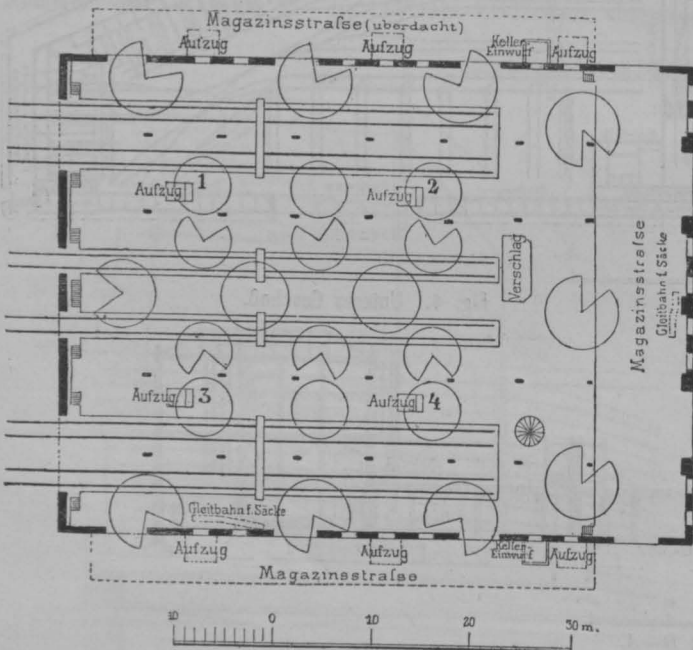 Magazinsstraſse (uberdacht)
Aufzug
Aufzug
Keller
Einwurf
Aufzug
Aufzug 1
Aufzug 2
Verschlag
Magazinsstraſse
Gleitbahn f. Säcke
Aufzug 3
Aufzug 4
Gleitbahn f. Säcke
Aufzug
Aufzug
Keller
Einwurf
Aufzug
Magazinsstraſse
10 0 10 20 30 m.